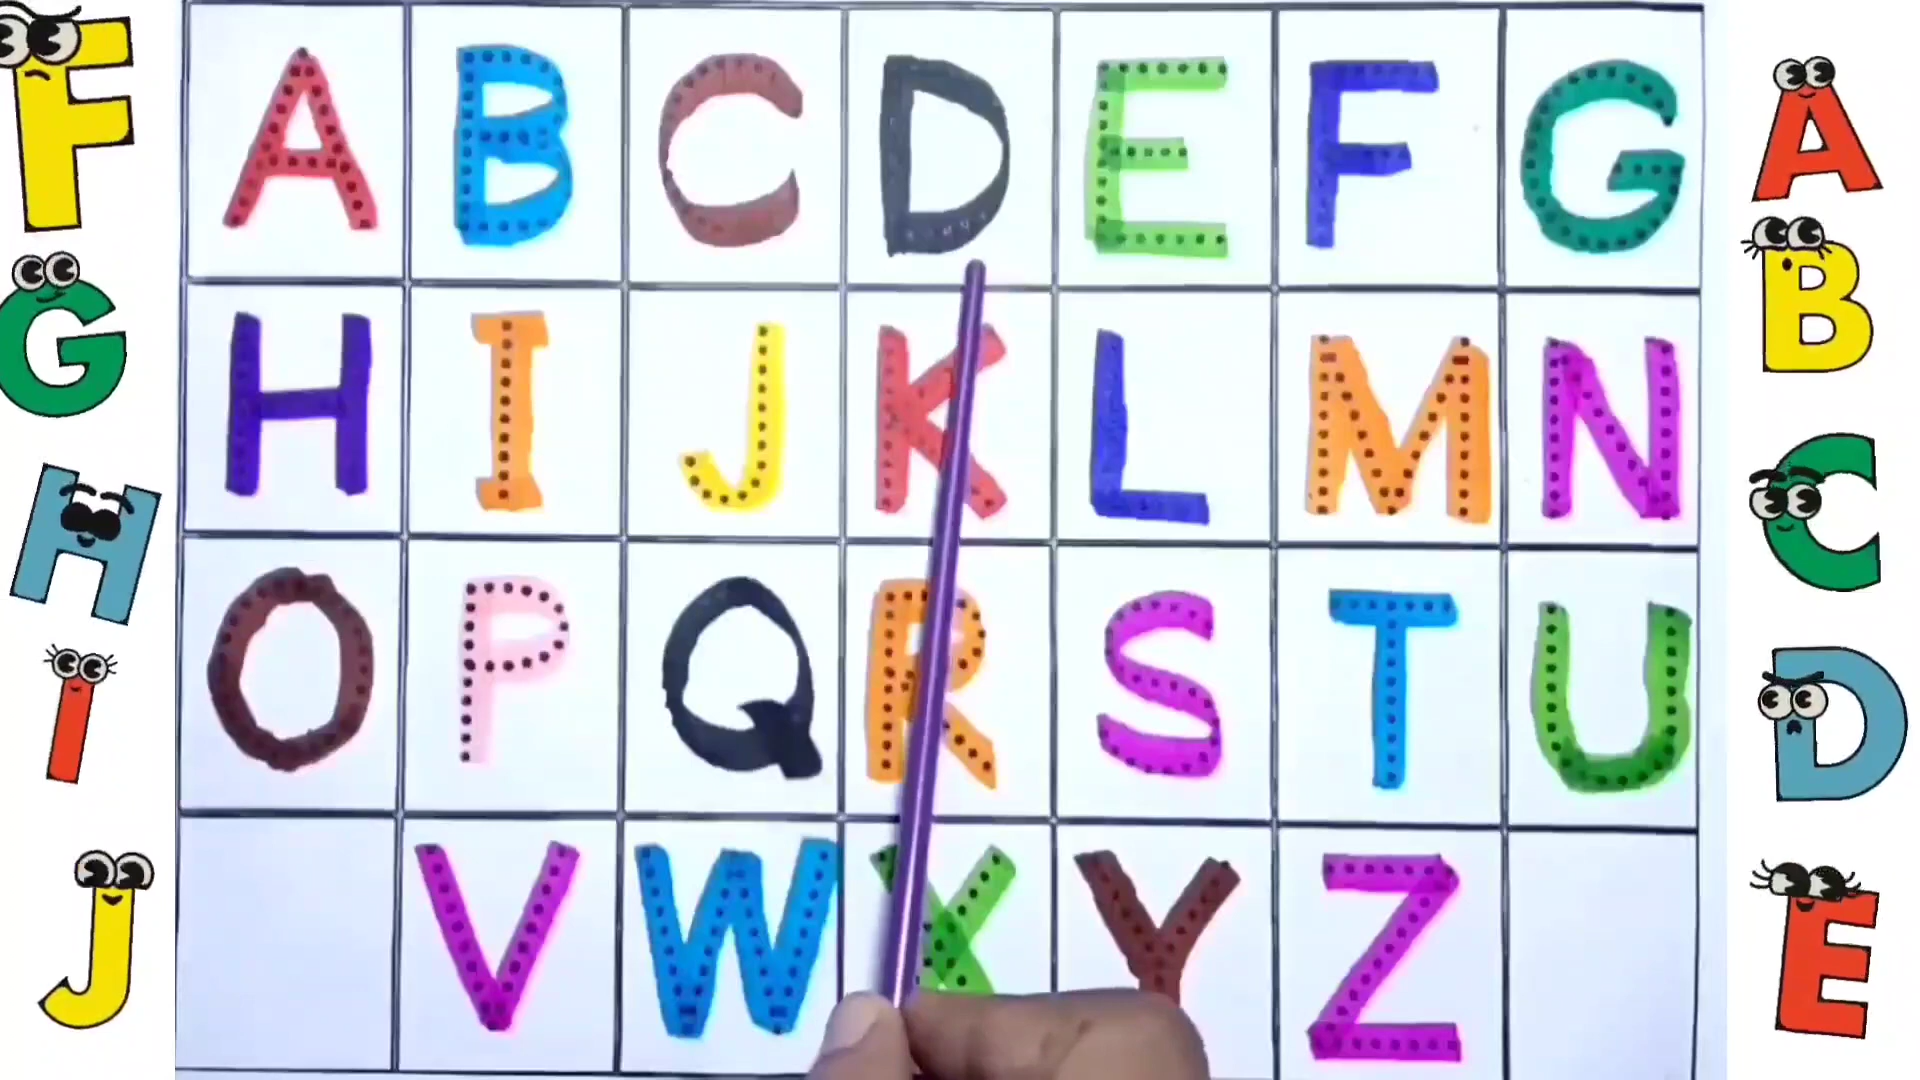 F
G
H
I
J
A B C D E F G
H I J K L M N
O P Q R S T U
V W X Y Z
A
B
C
D
E